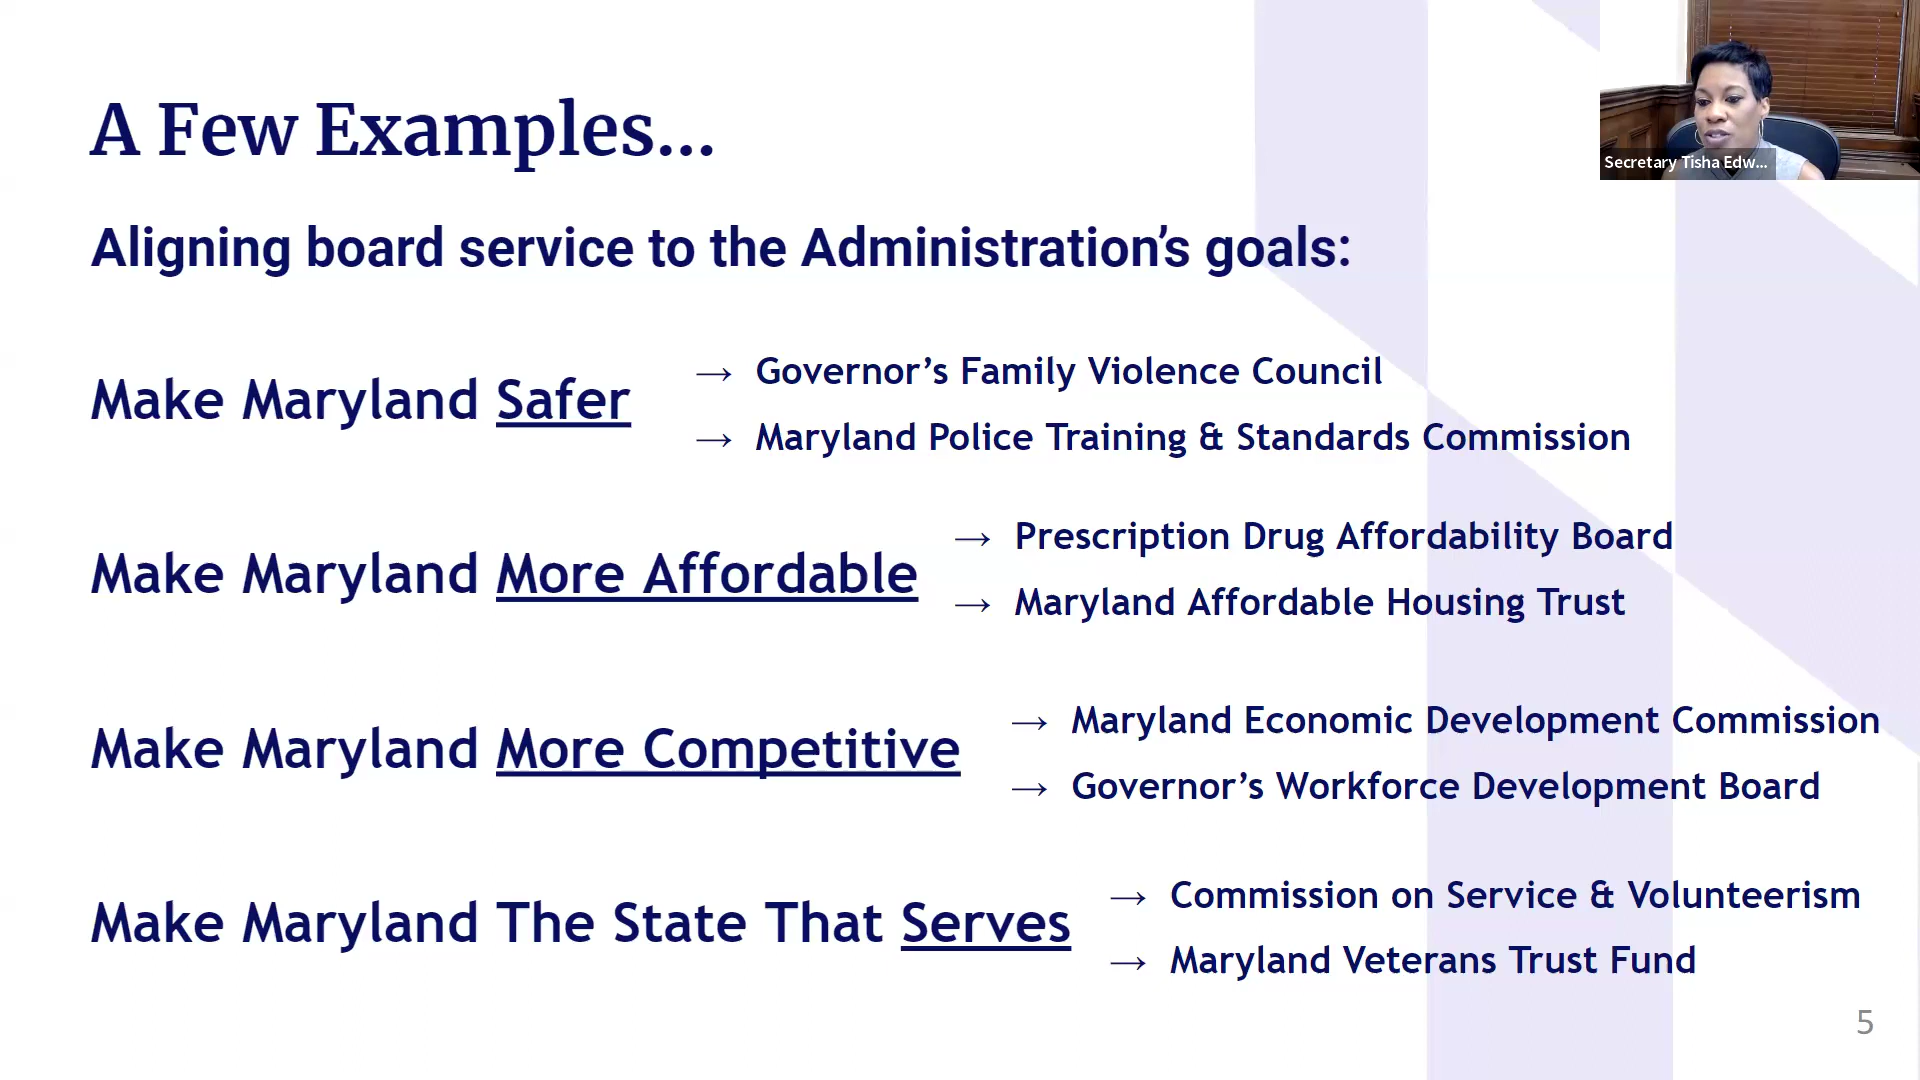 A Few Examples...
Secretary Tisha Edw...
Aligning board service to the Administration’s goals:
Make Maryland Safer
→ Governor’s Family Violence Council
→ Maryland Police Training & Standards Commission
Make Maryland More Affordable
→ Prescription Drug Affordability Board
→ Maryland Affordable Housing Trust
Make Maryland More Competitive
→ Maryland Economic Development Commission
→ Governor’s Workforce Development Board
Make Maryland The State That Serves
→ Commission on Service & Volunteerism
→ Maryland Veterans Trust Fund
5